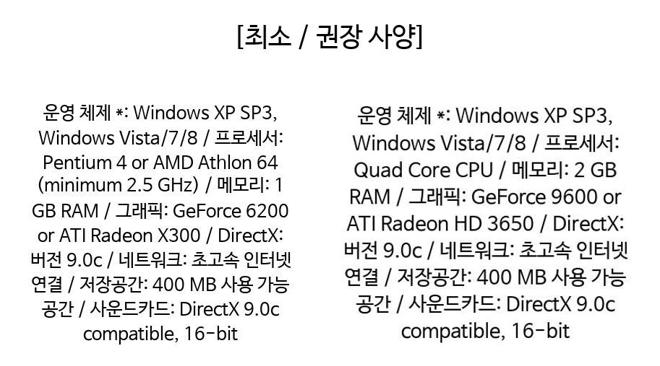 [최소 / 권장 사양]
운영 체제 *: Windows XP SP3,
Windows Vista/7/8 / 프로세서:
Pentium 4 or AMD Athlon 64
(minimum 2.5 GHz) / 메모리: 1
GB RAM / 그래픽: GeForce 6200
or ATI Radeon X300 / DirectX:
버전 9.0c / 네트워크: 초고속 인터넷
연결 / 저장공간: 400 MB 사용 가능
공간 / 사운드카드: DirectX 9.0c
compatible, 16-bit
운영 체제 *: Windows XP SP3,
Windows Vista/7/8 / 프로세서:
Quad Core CPU / 메모리: 2 GB
RAM / 그래픽: GeForce 9600 or
ATI Radeon HD 3650 / DirectX:
버전 9.0c / 네트워크: 초고속 인터넷
연결 / 저장공간: 400 MB 사용 가능
공간 / 사운드카드: DirectX 9.0c
compatible, 16-bit